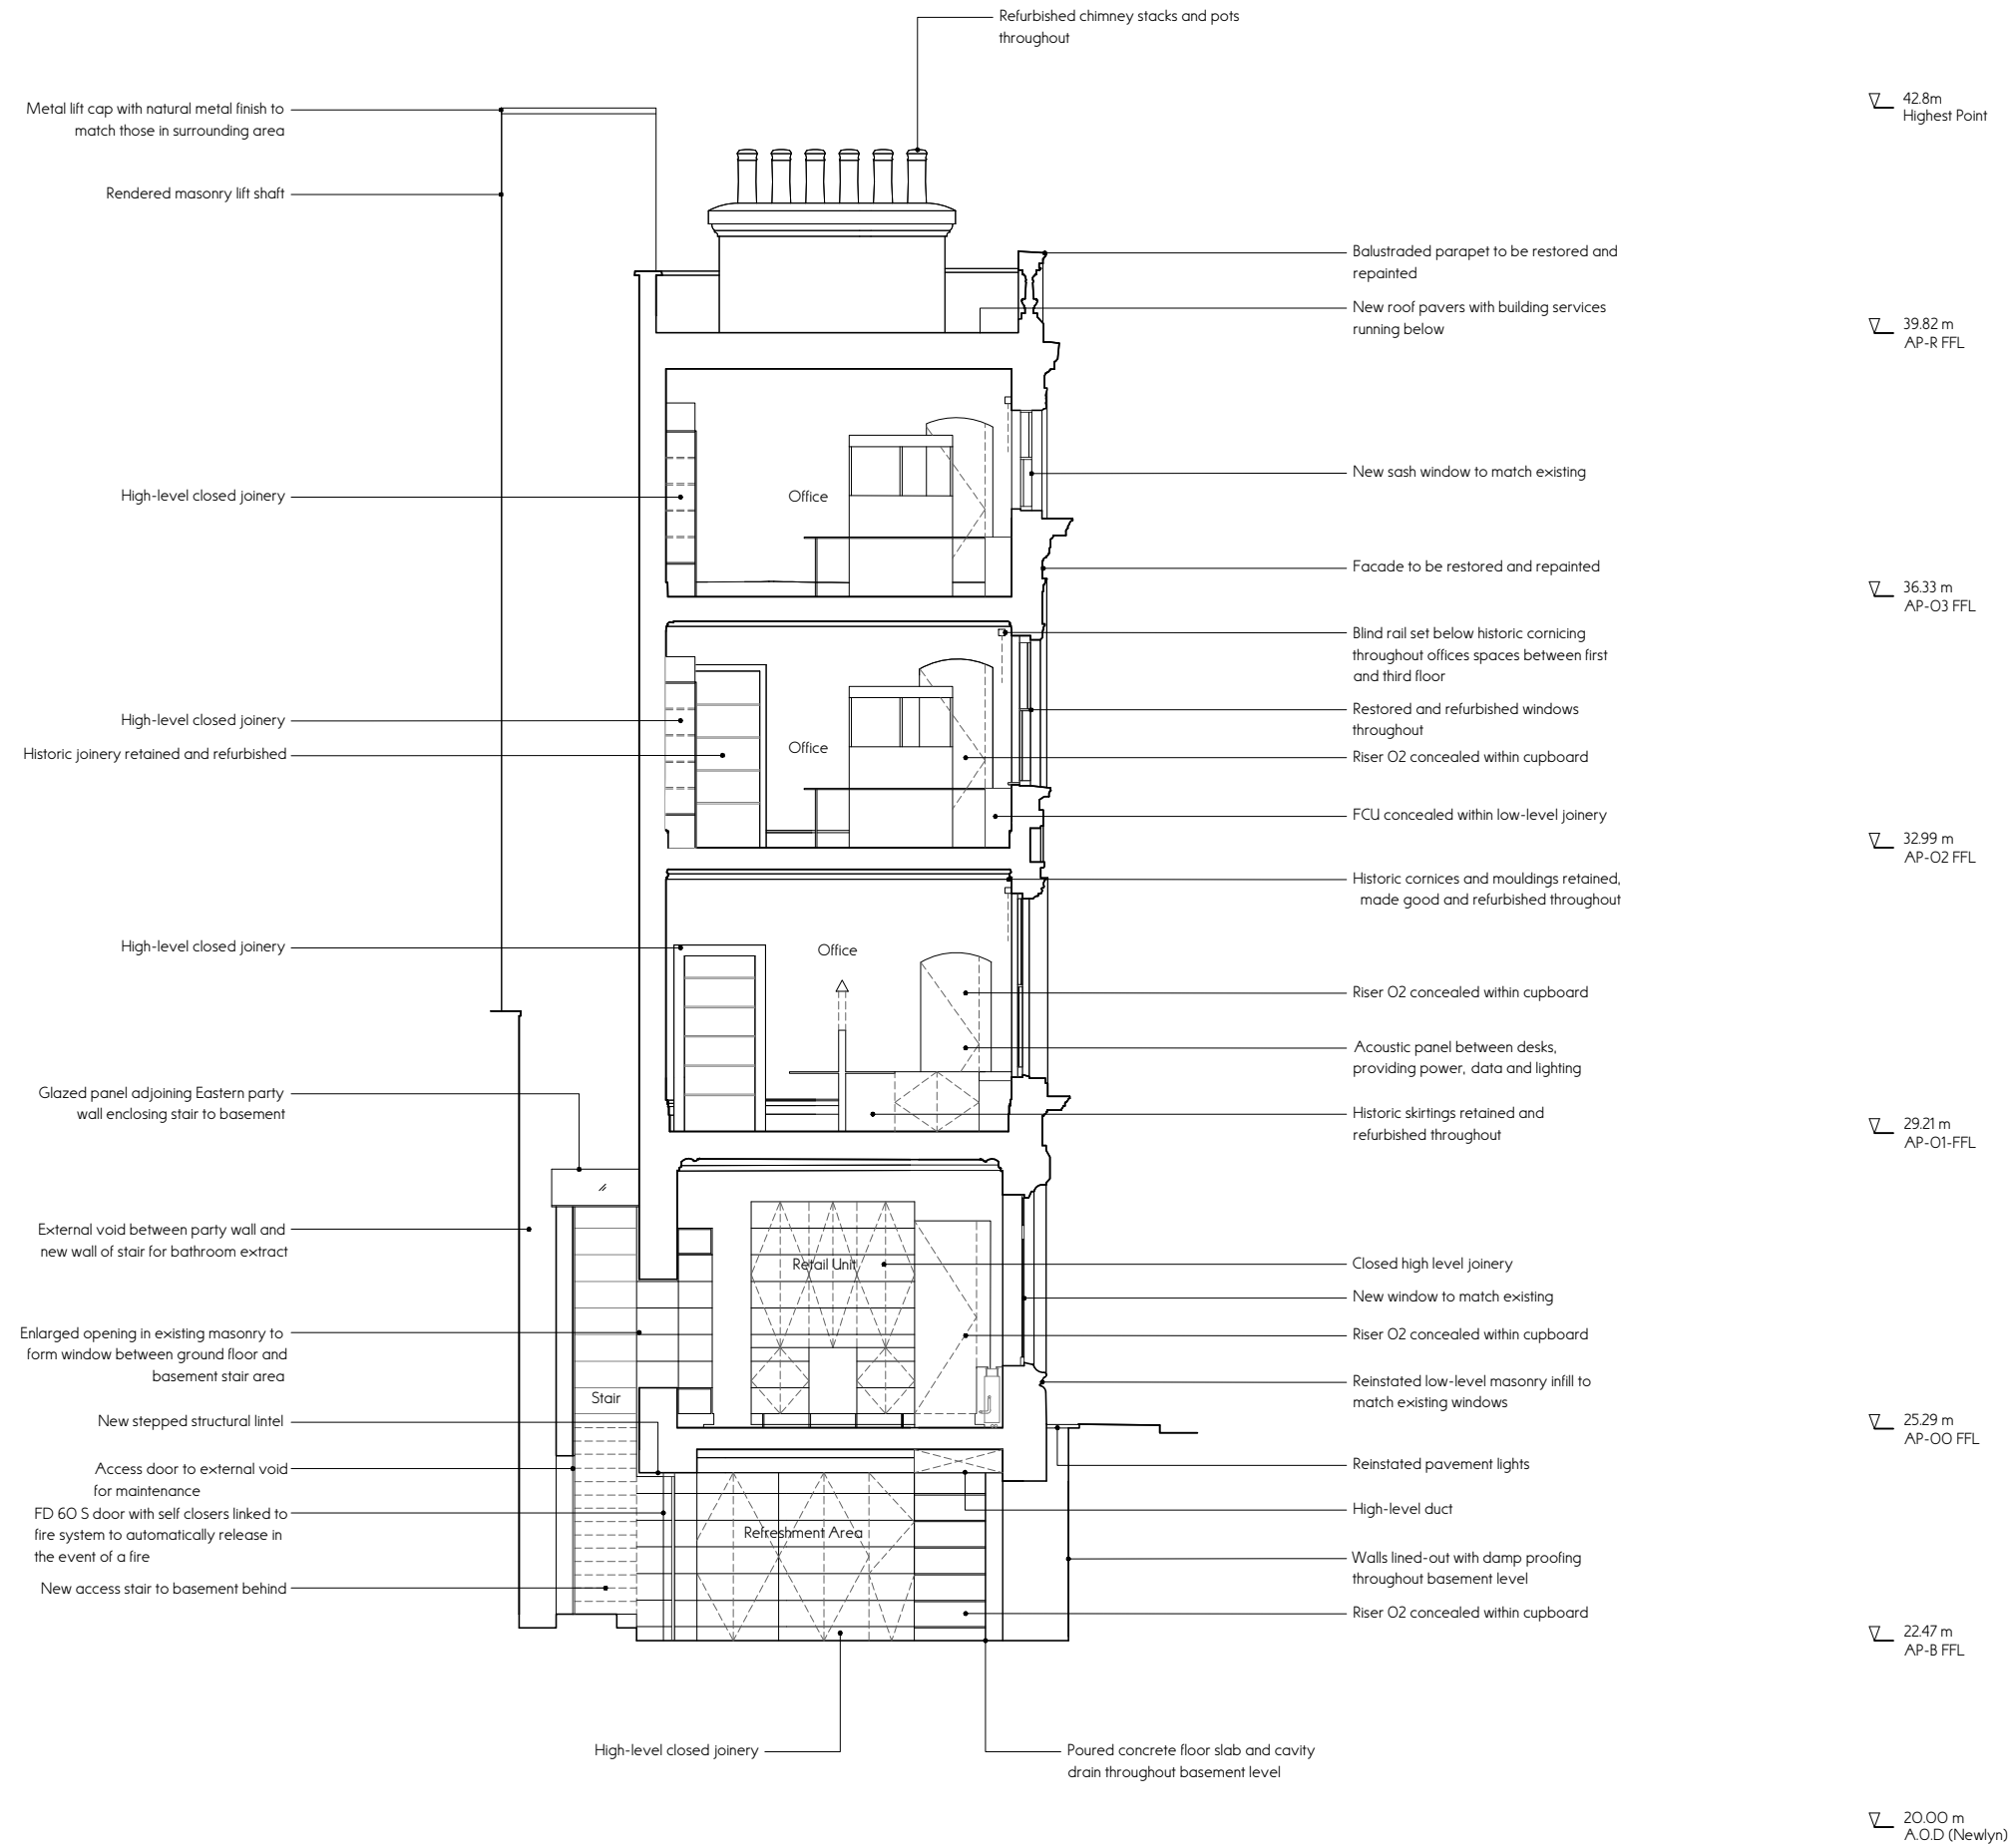 Refurbished chimney stacks and pots
throughout
Metal lift cap with natural metal finish to
match those in surrounding area
Rendered masonry lift shaft
High-level closed joinery
High-level closed joinery
Historic joinery retained and refurbished
High-level closed joinery
Glazed panel adjoining Eastern party
wall enclosing stair to basement
External void between party wall and
new wall of stair for bathroom extract
Enlarged opening in existing masonry to
form window between ground floor and
basement stair area
New stepped structural lintel
Access door to external void
for maintenance
FD 60 S door with self closers linked to
fire system to automatically release in
the event of a fire
New access stair to basement behind
High-level closed joinery
Office
Office
Office
Retail Unit
Stair
Refreshment Area
Balustraded parapet to be restored and
repainted
New roof pavers with building services
running below
New sash window to match existing
Facade to be restored and repainted
Blind rail set below historic cornicing
throughout offices spaces between first
and third floor
Restored and refurbished windows
throughout
Riser 02 concealed within cupboard
FCU concealed within low-level joinery
Historic cornices and mouldings retained,
made good and refurbished throughout
Riser 02 concealed within cupboard
Acoustic panel between desks,
providing power, data and lighting
Historic skirtings retained and
refurbished throughout
Closed high level joinery
New window to match existing
Riser 02 concealed within cupboard
Reinstated low-level masonry infill to
match existing windows
Reinstated pavement lights
High-level duct
Walls lined-out with damp proofing
throughout basement level
Riser 02 concealed within cupboard
Poured concrete floor slab and cavity
drain throughout basement level
42.8m
Highest Point
39.82 m
AP-R FFL
36.33 m
AP-03 FFL
32.99 m
AP-02 FFL
29.21 m
AP-01-FFL
25.29 m
AP-00 FFL
22.47 m
AP-B FFL
20.00 m
A.O.D (Newlyn)